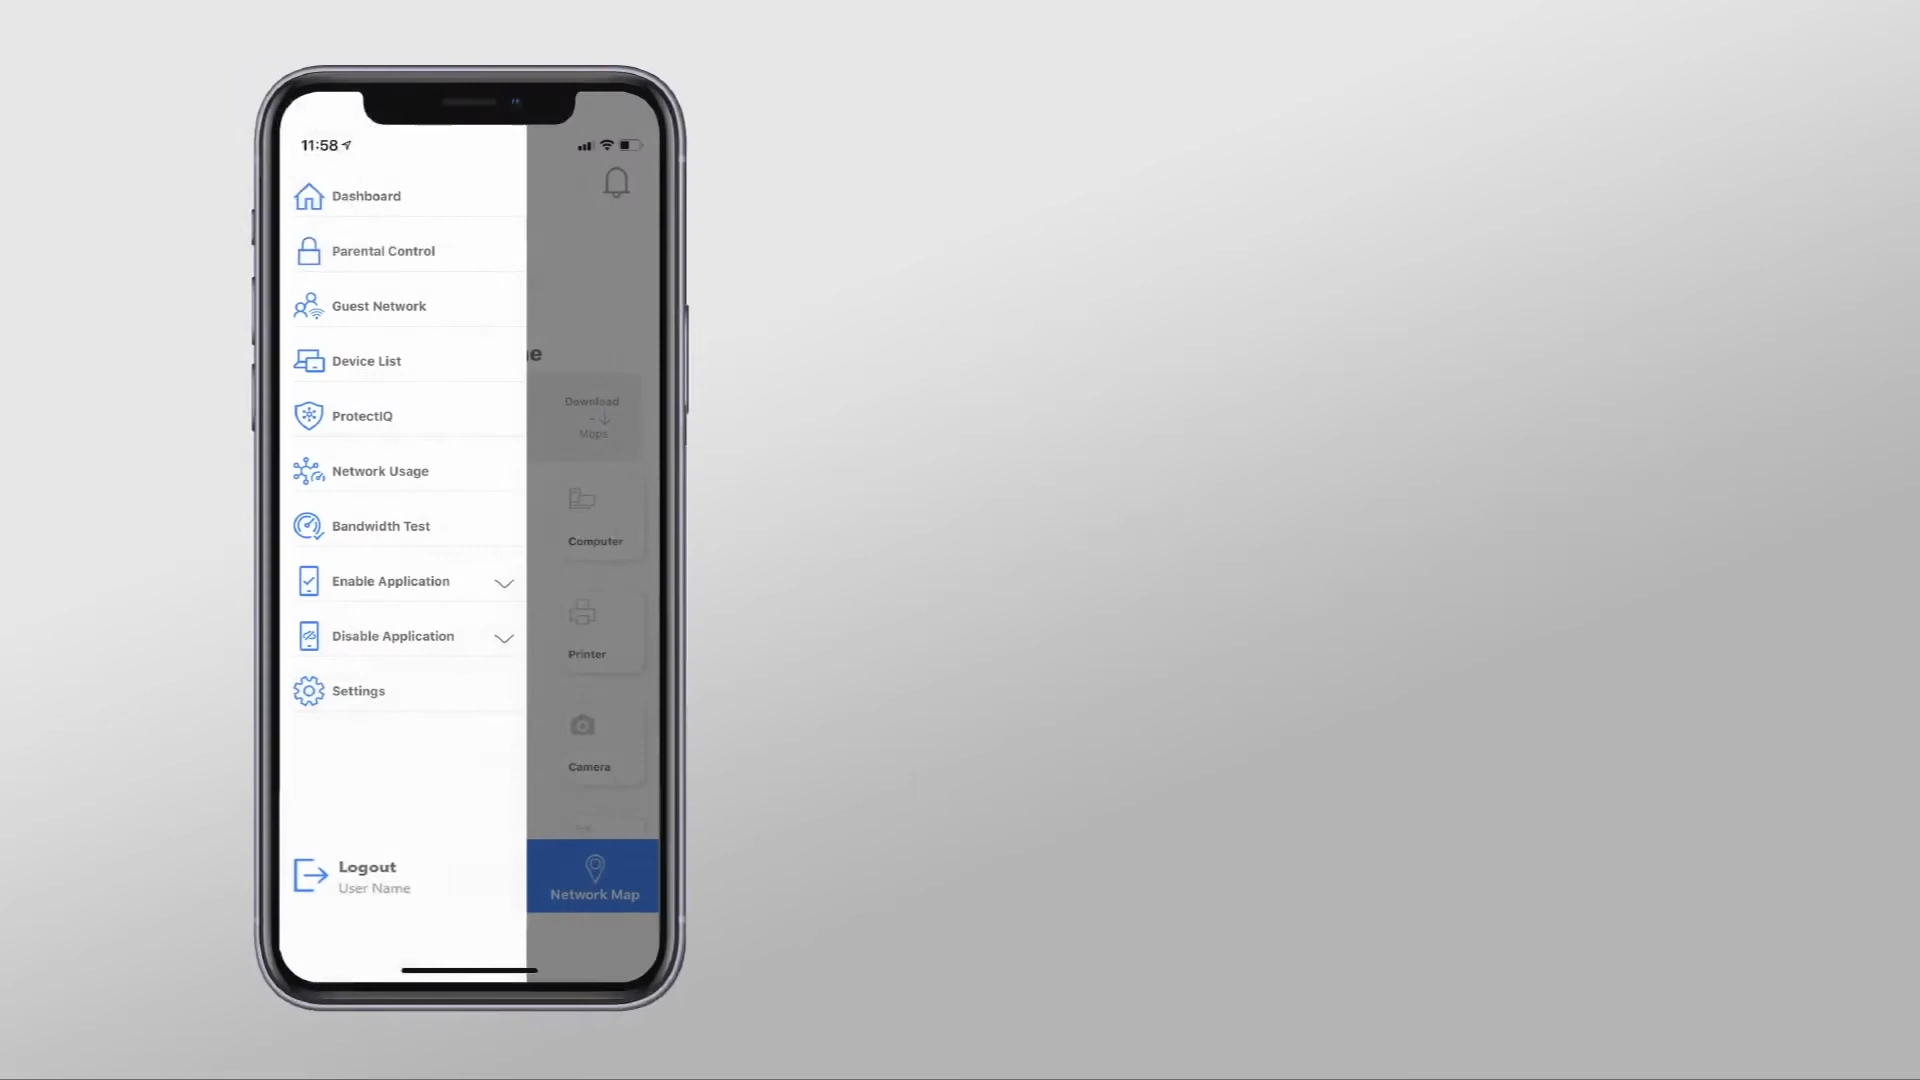 11:58
Dashboard
Parental Control
Guest Network
Device List
ProtectIQ
Network Usage
Bandwidth Test
Enable Application
Disable Application
Settings
Logout
User Name
Download
Mbps
Computer
Printer
Camera
Network Map